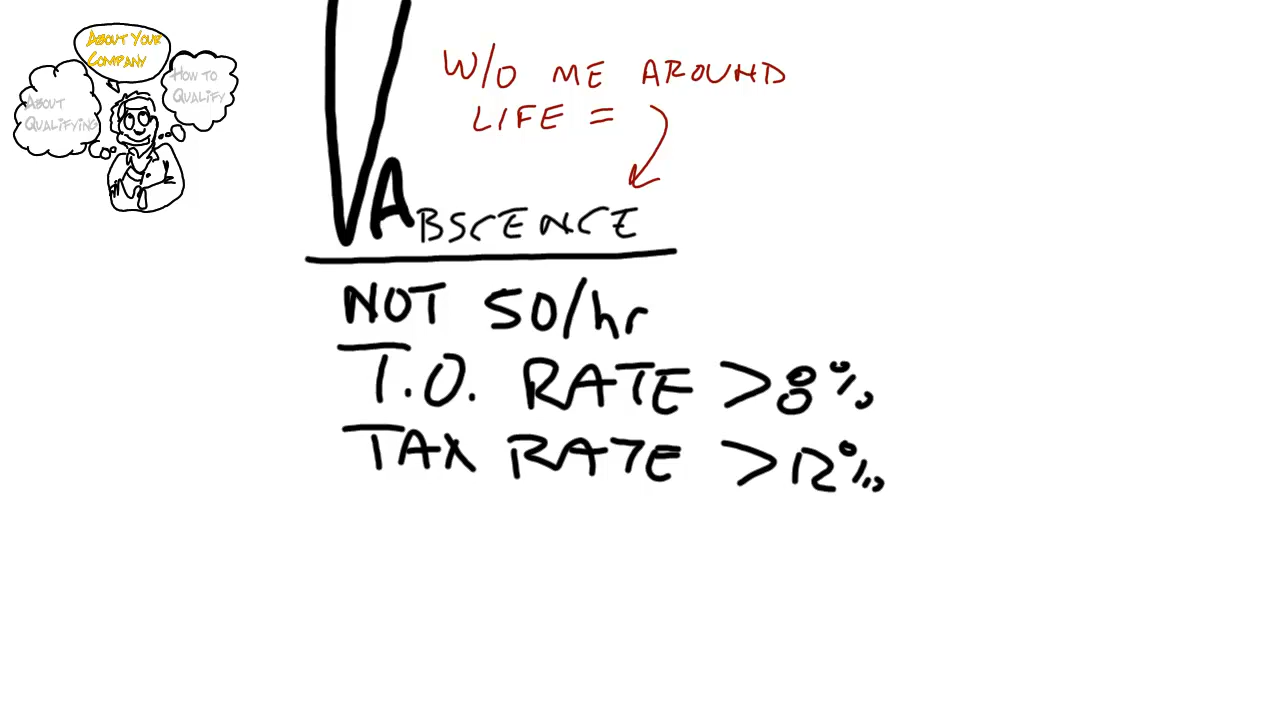 About Your
Company
How to
Qualify
About
Qualifying
W/O ME AROUND
LIFE =
VABSCENCE
NOT 50/hr
T.O. RATE >8%
TAX RATE >12%